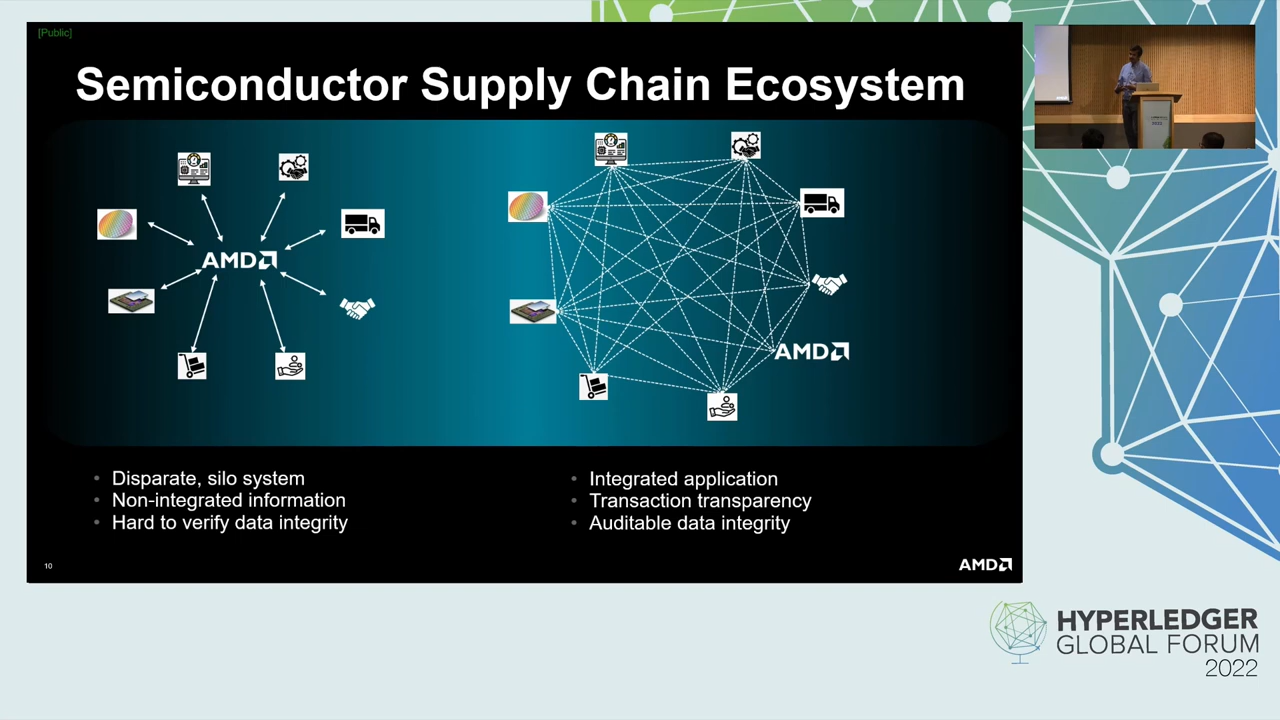 [Public]
Semiconductor Supply Chain Ecosystem
AMD
AMD
• Disparate, silo system
• Non-integrated information
• Hard to verify data integrity
• Integrated application
• Transaction transparency
• Auditable data integrity
10
AMD
HYPERLEDGER
GLOBAL FORUM
2022